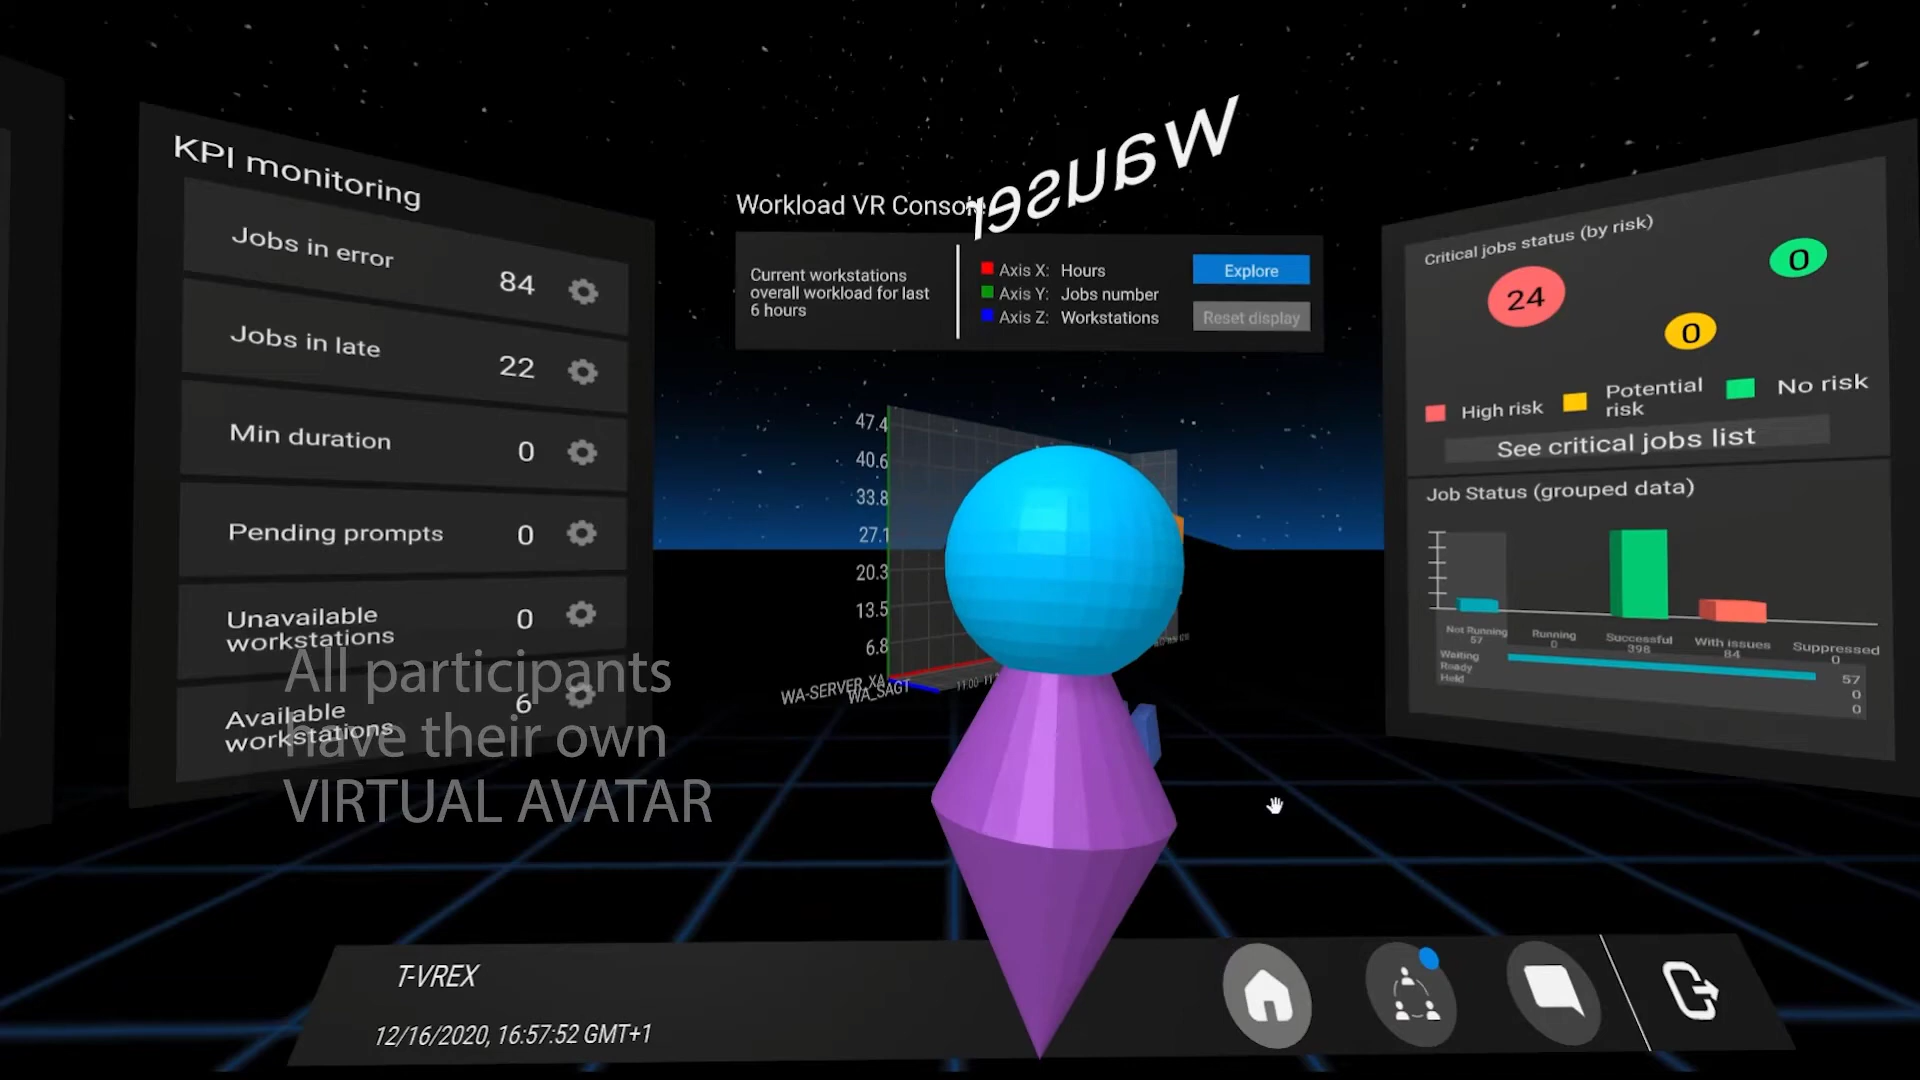 KPI monitoring
Jobs in error
84
Jobs in late
22
Min duration
0
Pending prompts
0
Unavailable
workstations
0
Available
workstations
6
All participants
have their own
VIRTUAL AVATAR
wauser
Workload VR Console
Current workstations
overall workload for last
6 hours
Axis X: Hours
Axis Y: Jobs number
Axis Z: Workstations
Explore
Reset display
47.4
40.6
33.8
27.1
20.3
13.5
6.8
WA-SERVER_XA
WA_SAGT
Critical jobs status (by risk)
24
0
0
High risk
Potential
risk
No risk
See critical jobs list
Job Status (grouped data)
Not Running
57
Running
0
Successful
398
With issues
84
Suppressed
0
Waiting
57
Ready
0
Held
0
T-VREX
12/16/2020, 16:57:52 GMT+1